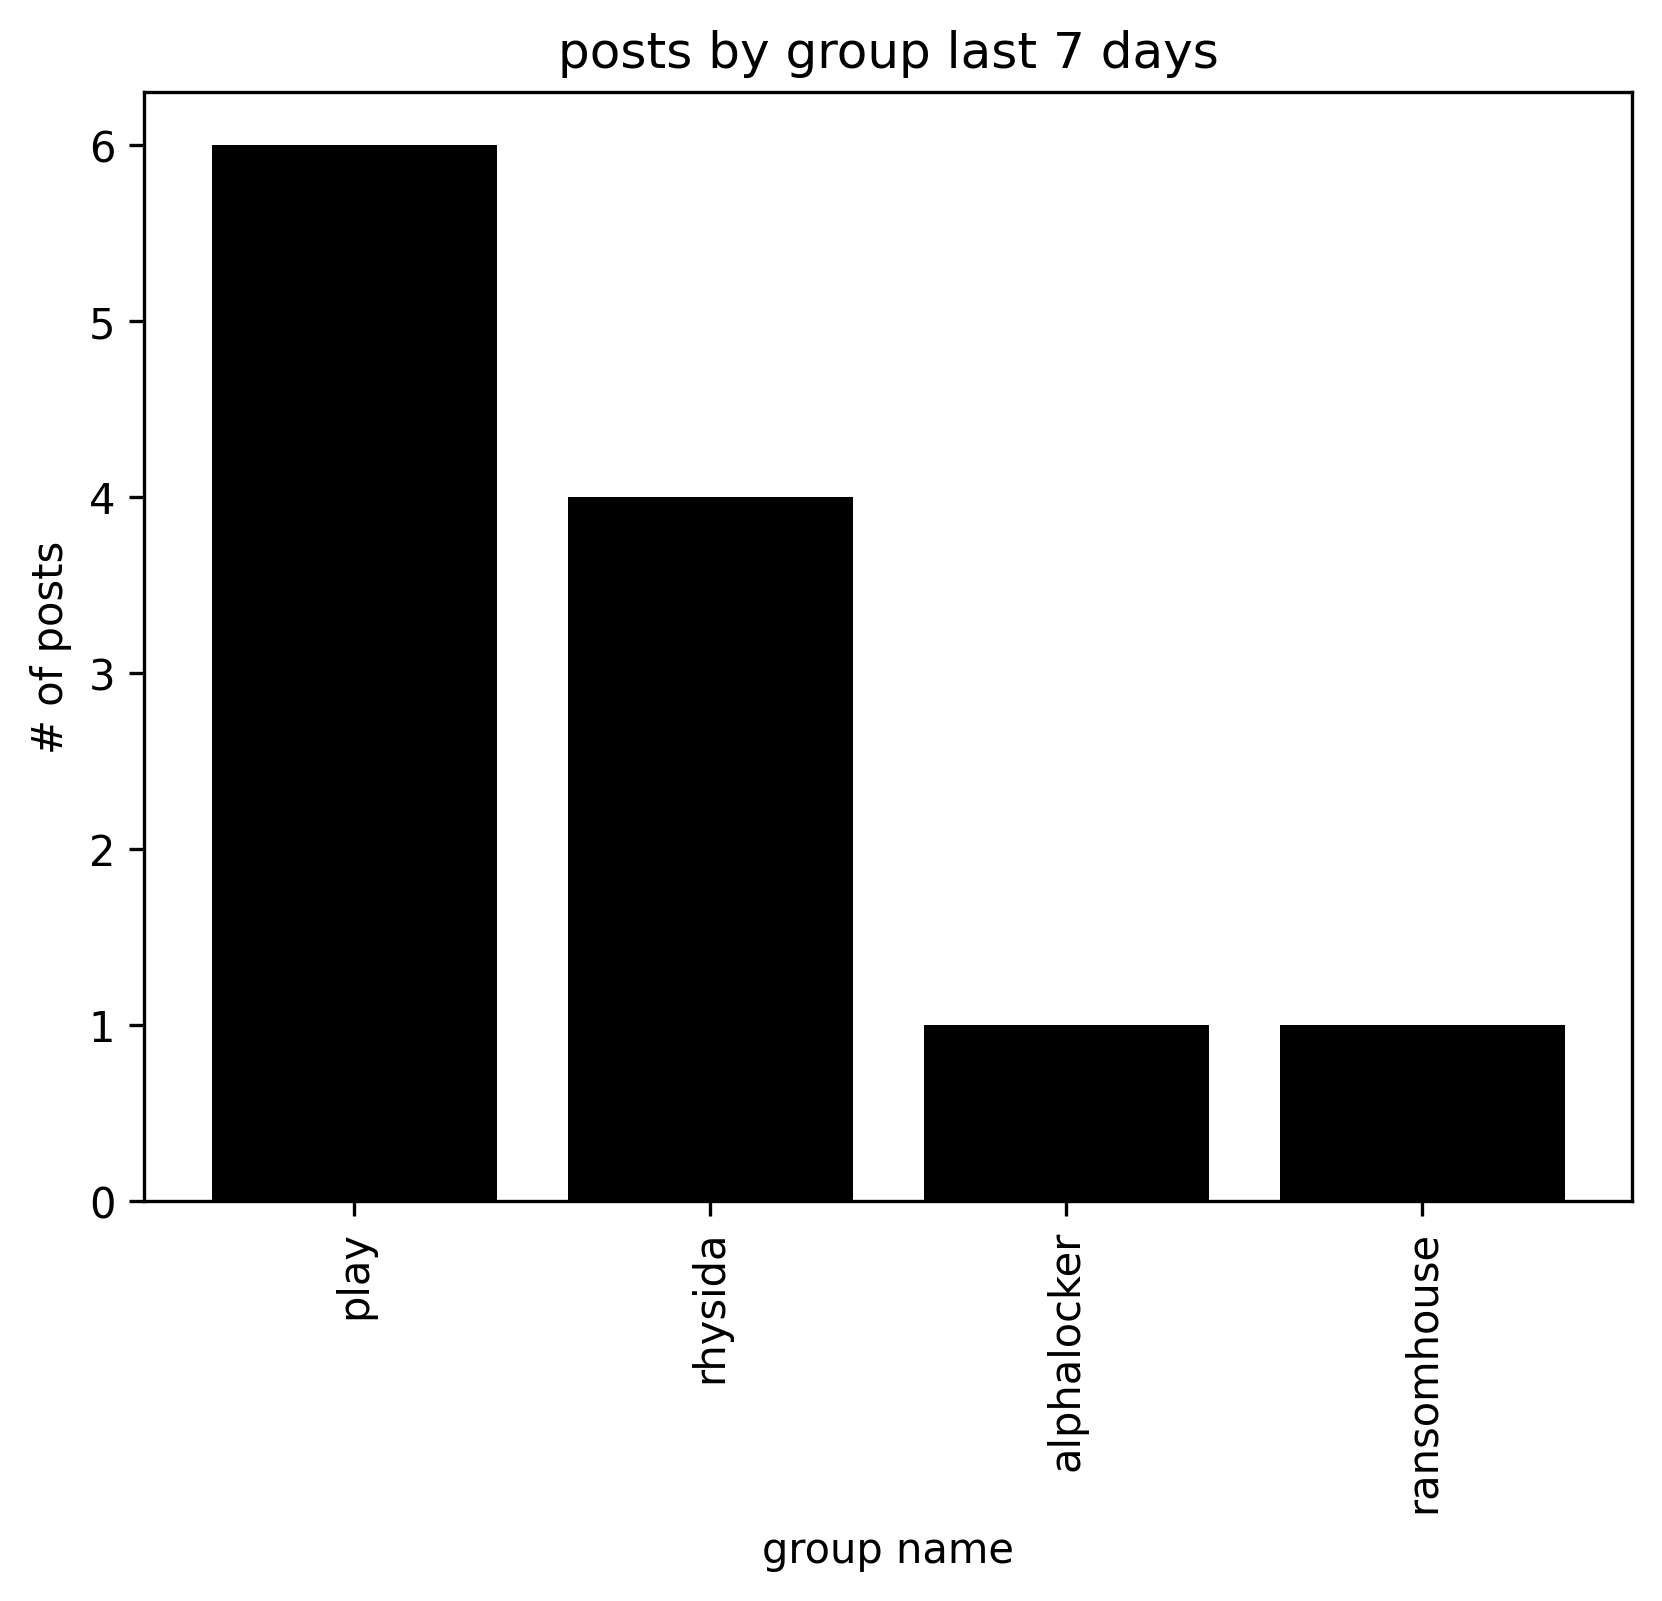 posts by group last 7 days
# of posts
6
5
4
3
2
1
0
play
rhysida
alphalocker
ransomhouse
group name